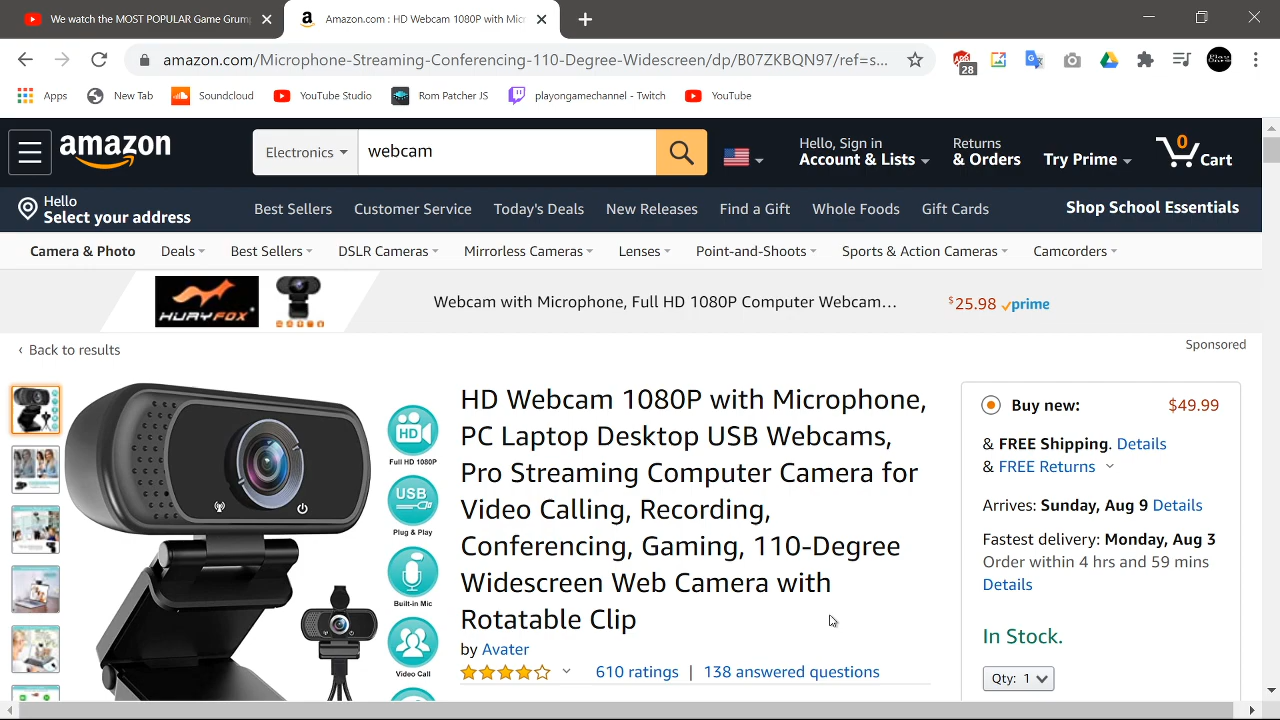 We watch the MOST POPULAR Game Grum
Amazon.com : HD Webcam 1080P with Micr
amazon.com/Microphone-Streaming-Conferencing-110-Degree-Widescreen/dp/B07ZKBQN97/ref=s...
28
Apps
New Tab
Soundcloud
YouTube Studio
Rom Patcher JS
playongamechannel - Twitch
YouTube
amazon
Electronics
webcam
Hello, Sign in
Account & Lists
Returns
& Orders
Try Prime
0
Cart
Hello
Select your address
Best Sellers
Customer Service
Today's Deals
New Releases
Find a Gift
Whole Foods
Gift Cards
Shop School Essentials
Camera & Photo
Deals
Best Sellers
DSLR Cameras
Mirrorless Cameras
Lenses
Point-and-Shoots
Sports & Action Cameras
Camcorders
HURYFOX
Webcam with Microphone, Full HD 1080P Computer Webcam…
$25.98 prime
‹ Back to results
Sponsored
HD
Full HD 1080P
USB
Plug & Play
Built-in Mic
Video Call
HD Webcam 1080P with Microphone,
PC Laptop Desktop USB Webcams,
Pro Streaming Computer Camera for
Video Calling, Recording,
Conferencing, Gaming, 110-Degree
Widescreen Web Camera with
Rotatable Clip
by Avater
610 ratings | 138 answered questions
Buy new: $49.99
& FREE Shipping. Details
& FREE Returns
Arrives: Sunday, Aug 9 Details
Fastest delivery: Monday, Aug 3
Order within 4 hrs and 59 mins
Details
In Stock.
Qty: 1